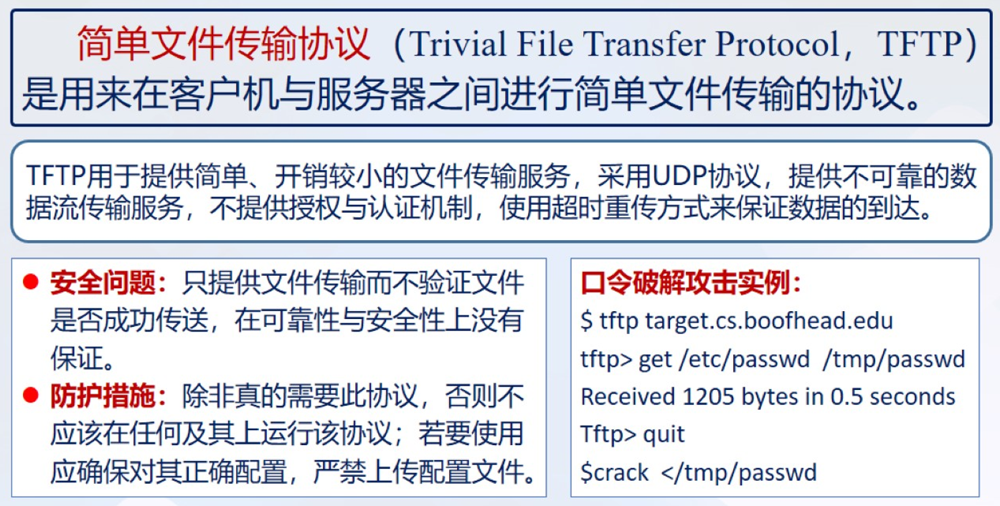 简单文件传输协议（Trivial File Transfer Protocol，TFTP）
是用来在客户机与服务器之间进行简单文件传输的协议。
TFTP用于提供简单、开销较小的文件传输服务，采用UDP协议，提供不可靠的数
据流传输服务，不提供授权与认证机制，使用超时重传方式来保证数据的到达。
● 安全问题：只提供文件传输而不验证文件
是否成功传送，在可靠性与安全性上没有
保证。
● 防护措施：除非真的需要此协议，否则不
应该在任何及其上运行该协议；若要使用
应确保对其正确配置，严禁上传配置文件。
口令破解攻击实例：
$ tftp target.cs.boofhead.edu
tftp> get /etc/passwd /tmp/passwd
Received 1205 bytes in 0.5 seconds
Tftp> quit
$crack </tmp/passwd